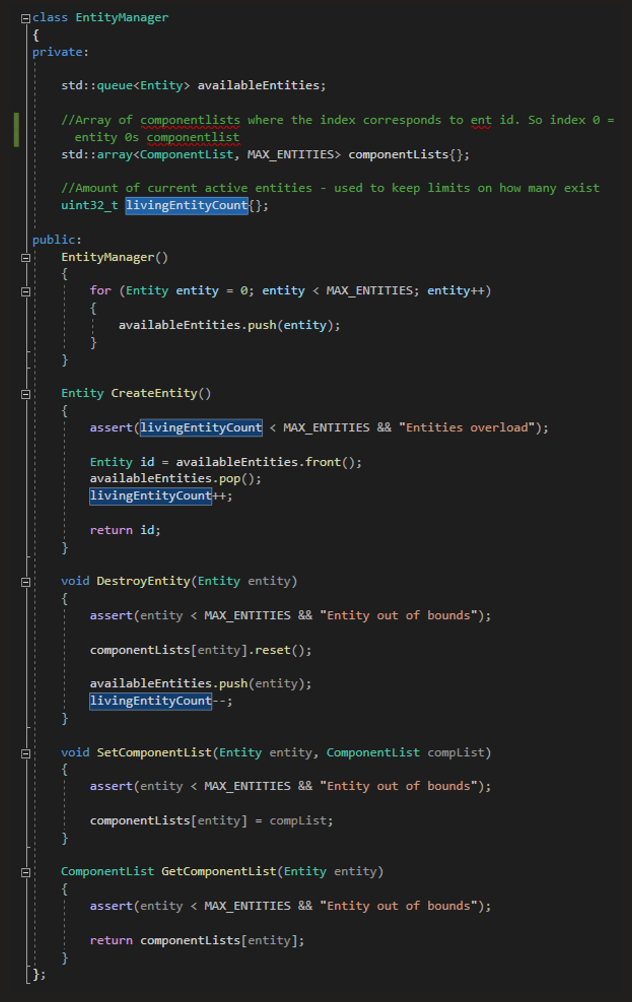 class EntityManager
{
private:
std::queue<Entity> availableEntities;
//Array of componentlists where the index corresponds to ent id. So index 0 =
entity 0s componentlist
std::array<ComponentList, MAX_ENTITIES> componentLists{};
//Amount of current active entities - used to keep limits on how many exist
uint32_t livingEntityCount{};
public:
EntityManager()
{
for (Entity entity = 0; entity < MAX_ENTITIES; entity++)
{
availableEntities.push(entity);
}
}
Entity CreateEntity()
{
assert(livingEntityCount < MAX_ENTITIES && "Entities overload");
Entity id = availableEntities.front();
availableEntities.pop();
livingEntityCount++;
return id;
}
void DestroyEntity(Entity entity)
{
assert(entity < MAX_ENTITIES && "Entity out of bounds");
componentLists[entity].reset();
availableEntities.push(entity);
livingEntityCount--;
}
void SetComponentList(Entity entity, ComponentList compList)
{
assert(entity < MAX_ENTITIES && "Entity out of bounds");
componentLists[entity] = compList;
}
ComponentList GetComponentList(Entity entity)
{
assert(entity < MAX_ENTITIES && "Entity out of bounds");
return componentLists[entity];
}
};